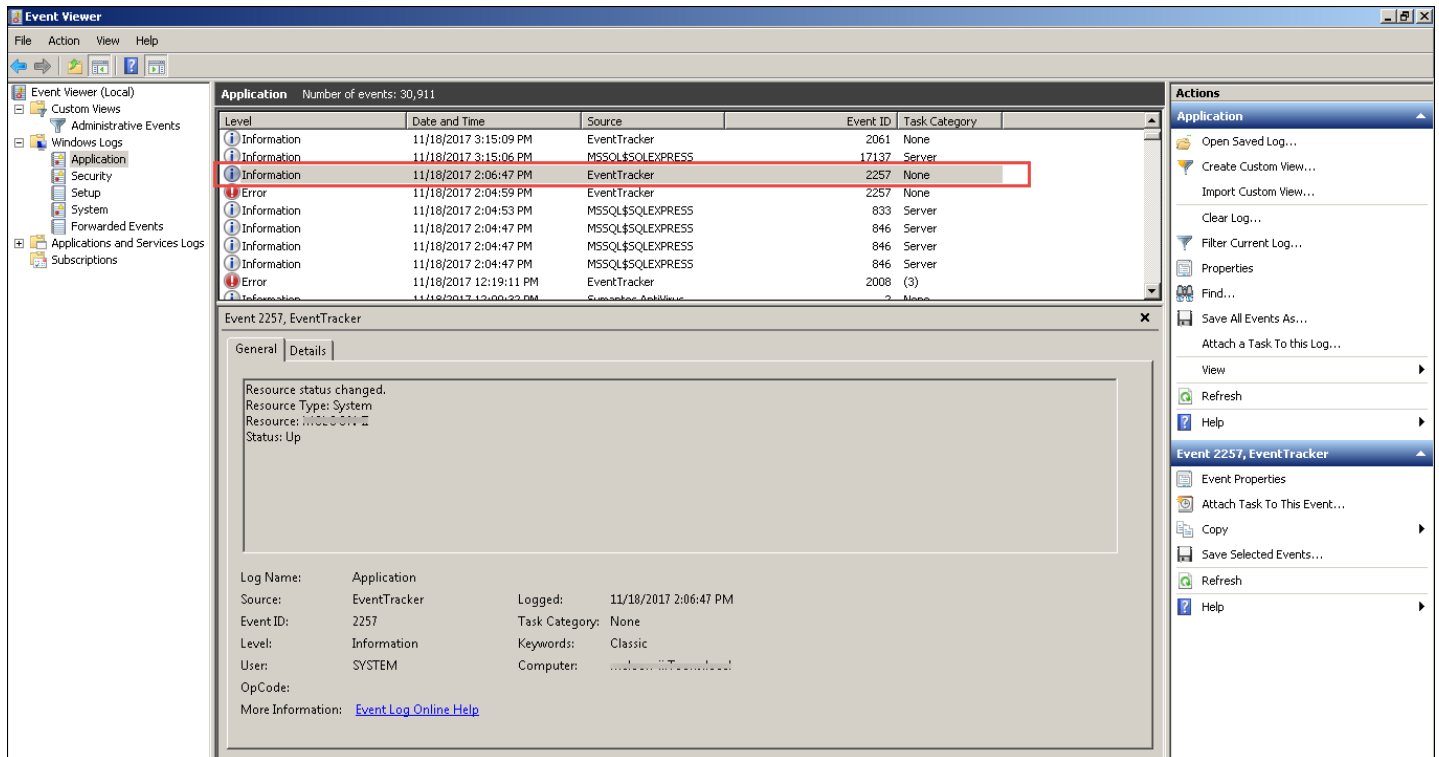 Event Viewer
File Action View Help
Event Viewer (Local)
Custom Views
Administrative Events
Windows Logs
Application
Security
Setup
System
Forwarded Events
Applications and Services Logs
Subscriptions
Application Number of events: 30,911
Level Date and Time Source Event ID Task Category
Information 11/18/2017 3:15:09 PM EventTracker 2061 None
Information 11/18/2017 3:15:06 PM MSSQL$SQLEXPRESS 17137 Server
Information 11/18/2017 2:06:47 PM EventTracker 2257 None
Error 11/18/2017 2:04:59 PM EventTracker 2257 None
Information 11/18/2017 2:04:53 PM MSSQL$SQLEXPRESS 833 Server
Information 11/18/2017 2:04:47 PM MSSQL$SQLEXPRESS 846 Server
Information 11/18/2017 2:04:47 PM MSSQL$SQLEXPRESS 846 Server
Information 11/18/2017 2:04:47 PM MSSQL$SQLEXPRESS 846 Server
Error 11/18/2017 12:19:11 PM EventTracker 2008 (3)
Information 11/18/2017 Symantec AntiVirus 2 None
Event 2257, EventTracker
General Details
Resource status changed.
Resource Type: System
Resource:
Status: Up
Log Name: Application
Source: EventTracker Logged: 11/18/2017 2:06:47 PM
Event ID: 2257 Task Category: None
Level: Information Keywords: Classic
User: SYSTEM Computer:
OpCode:
More Information: Event Log Online Help
Actions
Application
Open Saved Log...
Create Custom View...
Import Custom View...
Clear Log...
Filter Current Log...
Properties
Find...
Save All Events As...
Attach a Task To this Log...
View
Refresh
Help
Event 2257, EventTracker
Event Properties
Attach Task To This Event...
Copy
Save Selected Events...
Refresh
Help